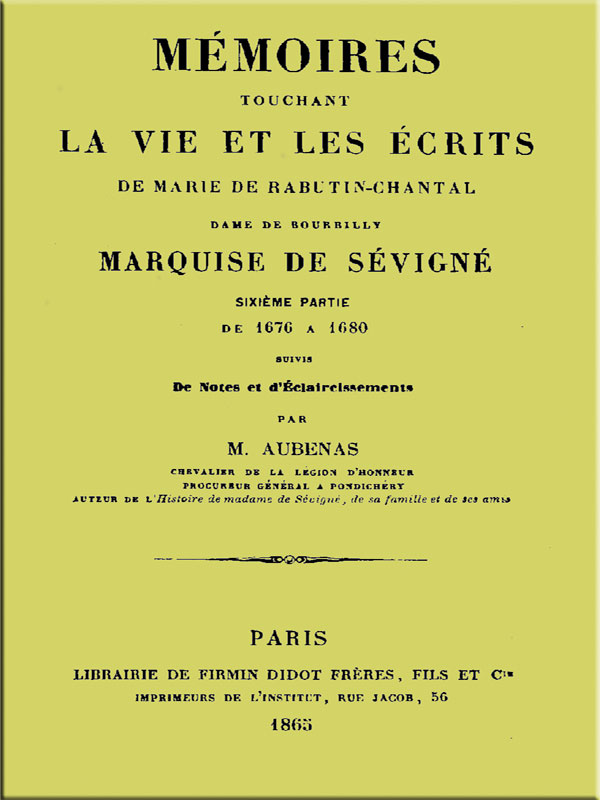 MÉMOIRES
TOUCHANT
LA VIE ET LES ÉCRITS
DE MARIE DE RABUTIN-CHANTAL
DAME DE BOURBILLY
MARQUISE DE SÉVIGNÉ
SIXIÈME PARTIE
DE 1676 A 1680
SUIVIS
De Notes et d'Éclaircissements
PAR
M. AUBENAS
CHEVALIER DE LA LÉGION D'HONNEUR
PROCUREUR GÉNÉRAL A PONDICHÉRY
AUTEUR DE L'Histoire de madame de Sévigné, de sa famille et de ses amis
PARIS
LIBRAIRIE DE FIRMIN DIDOT FRÈRES, FILS ET Cie
IMPRIMEURS DE L'INSTITUT, RUE JACOB, 56
1865